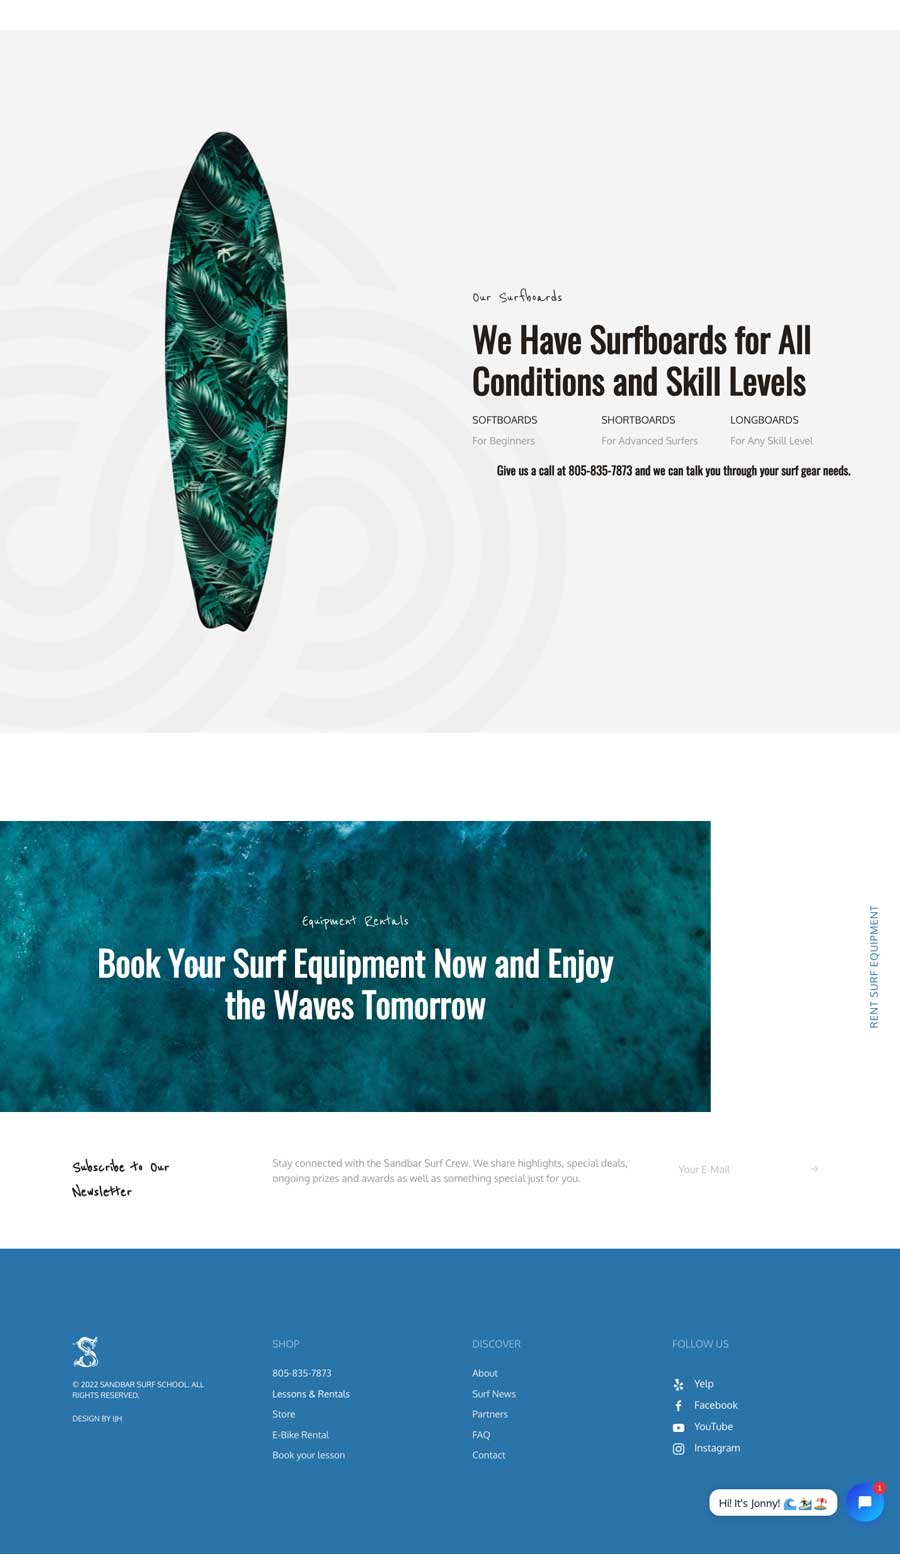 Our Surfboards
We Have Surfboards for All
Conditions and Skill Levels
SOFTBOARDS
For Beginners
SHORTBOARDS
For Advanced Surfers
LONGBOARDS
For Any Skill Level
Give us a call at 805-835-7873 and we can talk you through your surf gear needs.
Equipment Rentals
Book Your Surf Equipment Now and Enjoy
the Waves Tomorrow
RENT SURF EQUIPMENT
Subscribe to Our
Newsletter
Stay connected with the Sandbar Surf Crew. We share highlights, special deals,
ongoing prizes and awards as well as something special just for you.
Your E-Mail
S
© 2022 SANDBAR SURF SCHOOL. ALL
RIGHTS RESERVED.
DESIGN BY IJH
SHOP
805-835-7873
Lessons & Rentals
Store
E-Bike Rental
Book your lesson
DISCOVER
About
Surf News
Partners
FAQ
Contact
FOLLOW US
Yelp
Facebook
YouTube
Instagram
Hi! It's Jonny! 🌊🏄🏖️
1